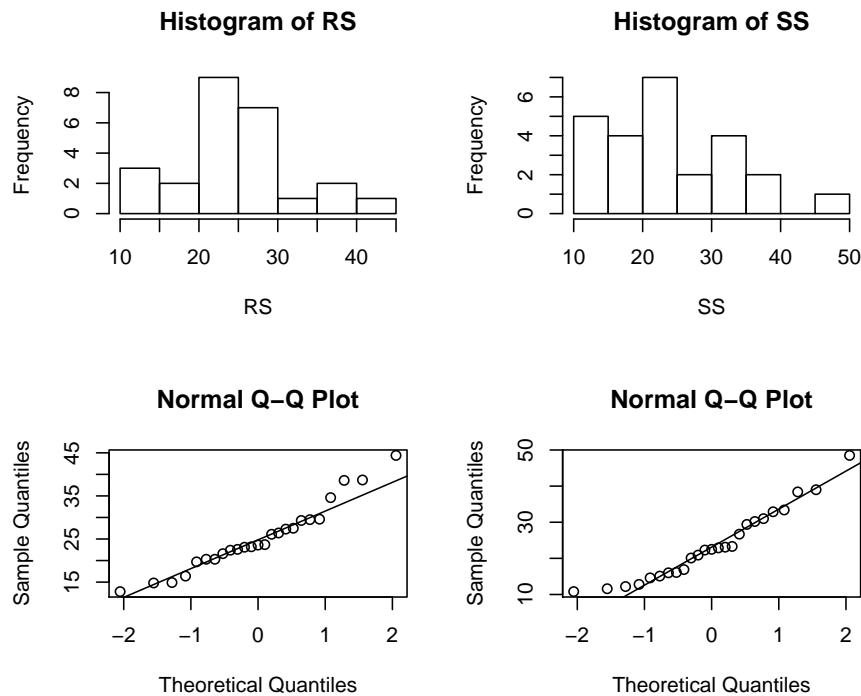 Histogram of RS
Frequency
0 2 4 6 8
10 20 30 40
RS
Histogram of SS
Frequency
0 2 4 6
10 20 30 40 50
SS
Normal Q−Q Plot
Sample Quantiles
15 25 35 45
−2 −1 0 1 2
Theoretical Quantiles
Normal Q−Q Plot
Sample Quantiles
10 30 50
−2 −1 0 1 2
Theoretical Quantiles